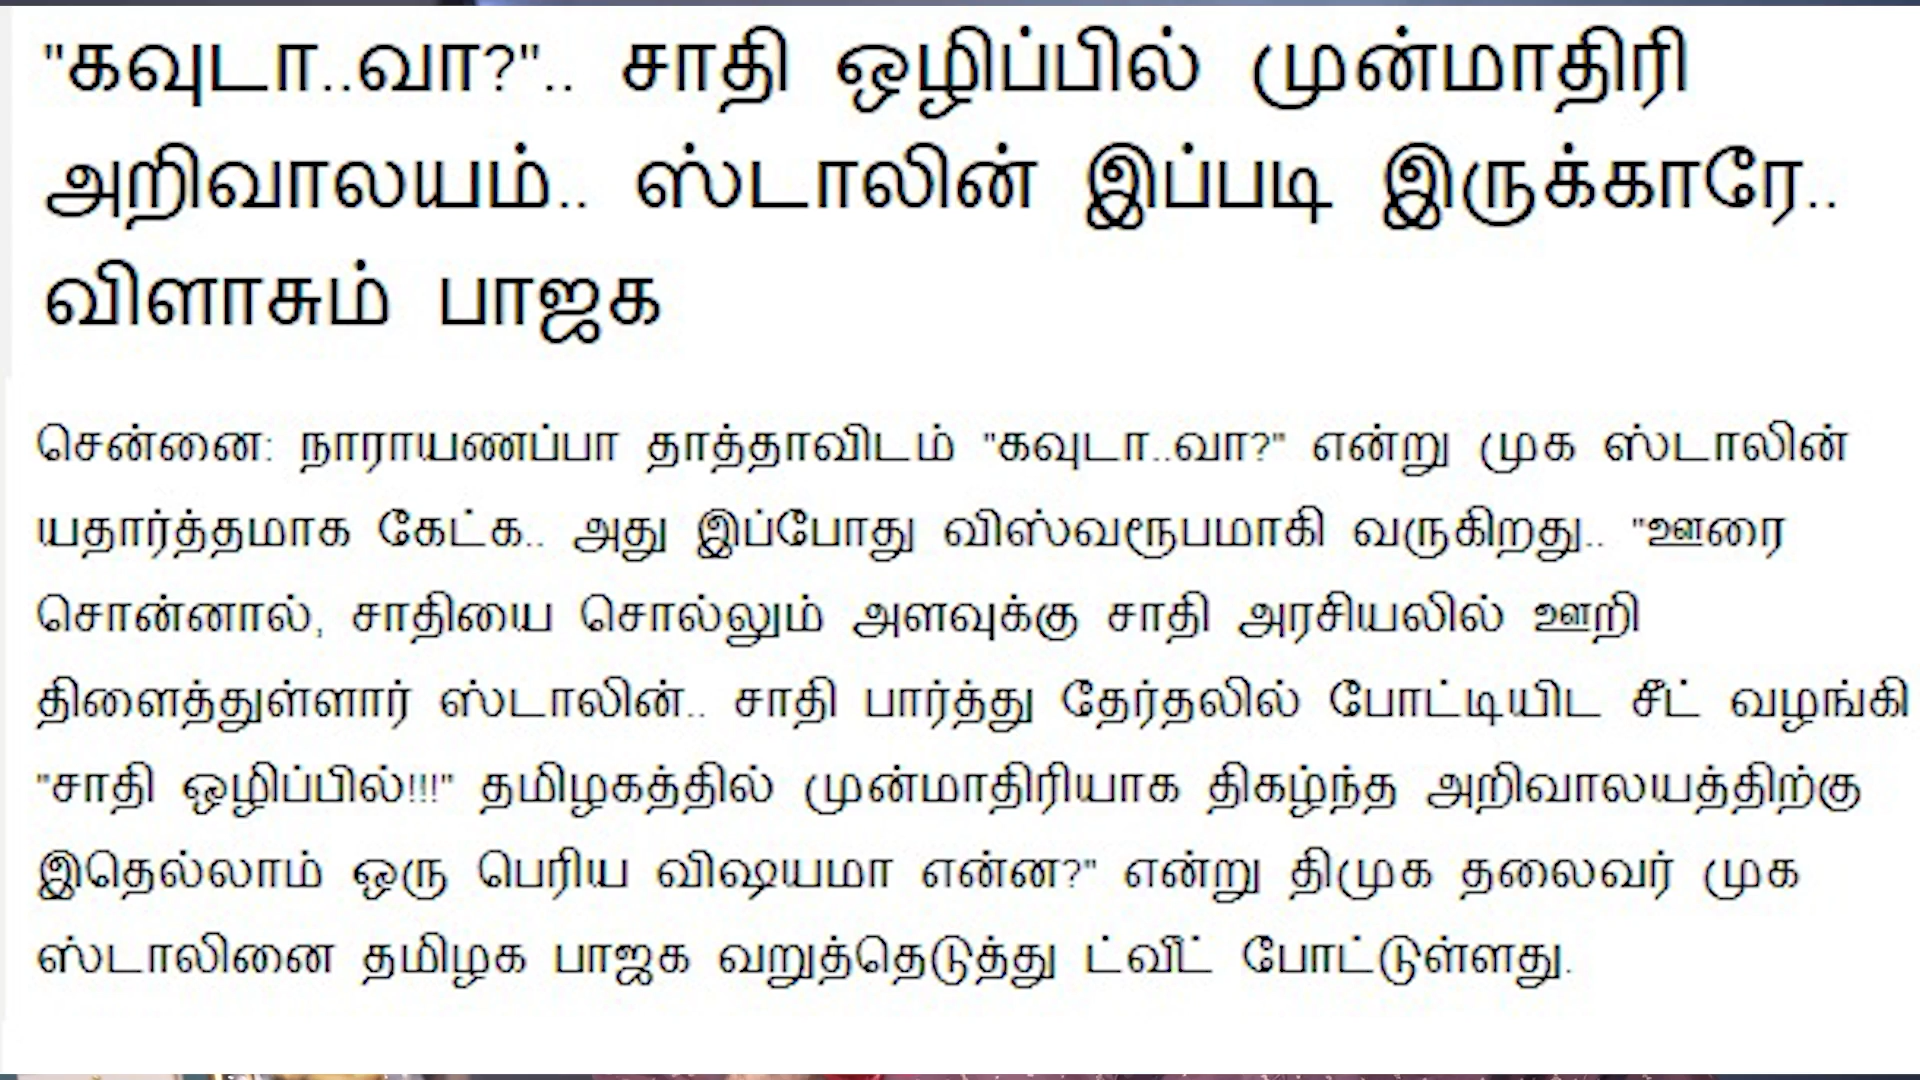 "கவுடா..வா?".. சாதி ஒழிப்பில் முன்மாதிரி
அறிவாலயம்.. ஸ்டாலின் இப்படி இருக்காரே..
விளாசும் பாஜக
சென்னை: நாராயணப்பா தாத்தாவிடம் "கவுடா..வா?" என்று முக ஸ்டாலின்
யதார்த்தமாக கேட்க.. அது இப்போது விஸ்வரூபமாகி வருகிறது.. "ஊரை
சொன்னால், சாதியை சொல்லும் அளவுக்கு சாதி அரசியலில் ஊறி
திளைத்துள்ளார் ஸ்டாலின்.. சாதி பார்த்து தேர்தலில் போட்டியிட சீட் வழங்கி
"சாதி ஒழிப்பில்!!!" தமிழகத்தில் முன்மாதிரியாக திகழ்ந்த அறிவாலயத்திற்கு
இதெல்லாம் ஒரு பெரிய விஷயமா என்ன?" என்று திமுக தலைவர் முக
ஸ்டாலினை தமிழக பாஜக வறுத்தெடுத்து ட்வீட் போட்டுள்ளது.